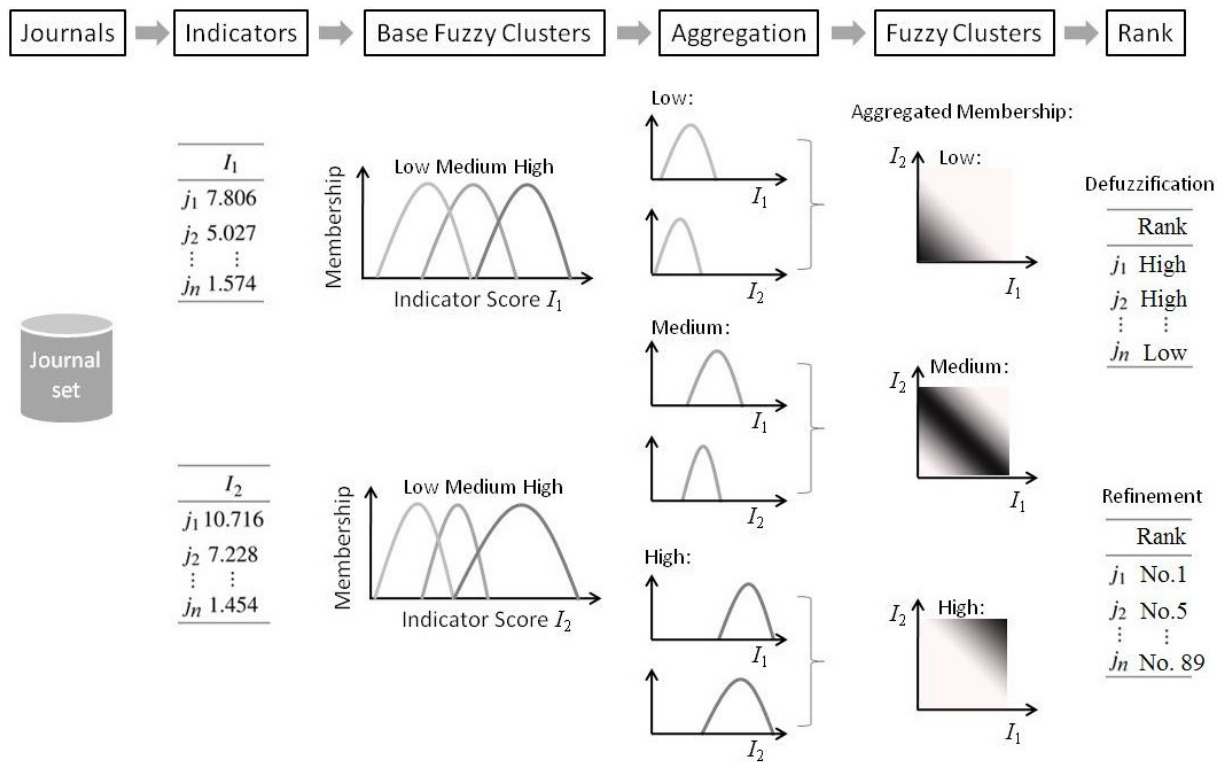 Journals
Indicators
Base Fuzzy Clusters
Aggregation
Fuzzy Clusters
Rank
Journal
set
I₁
j₁ 7.806
j₂ 5.027
⋮ ⋮
jₙ 1.574
I₂
j₁ 10.716
j₂ 7.228
⋮ ⋮
jₙ 1.454
Membership
Low Medium High
Indicator Score I₁
Membership
Low Medium High
Indicator Score I₂
Low:
I₁
I₂
Medium:
I₁
I₂
High:
I₁
I₂
Aggregated Membership:
I₂
Low:
I₁
I₂
Medium:
I₁
I₂
High:
I₁
Defuzzification
Rank
j₁ High
j₂ High
⋮ ⋮
jₙ Low
Refinement
Rank
j₁ No.1
j₂ No.5
⋮ ⋮
jₙ No. 89